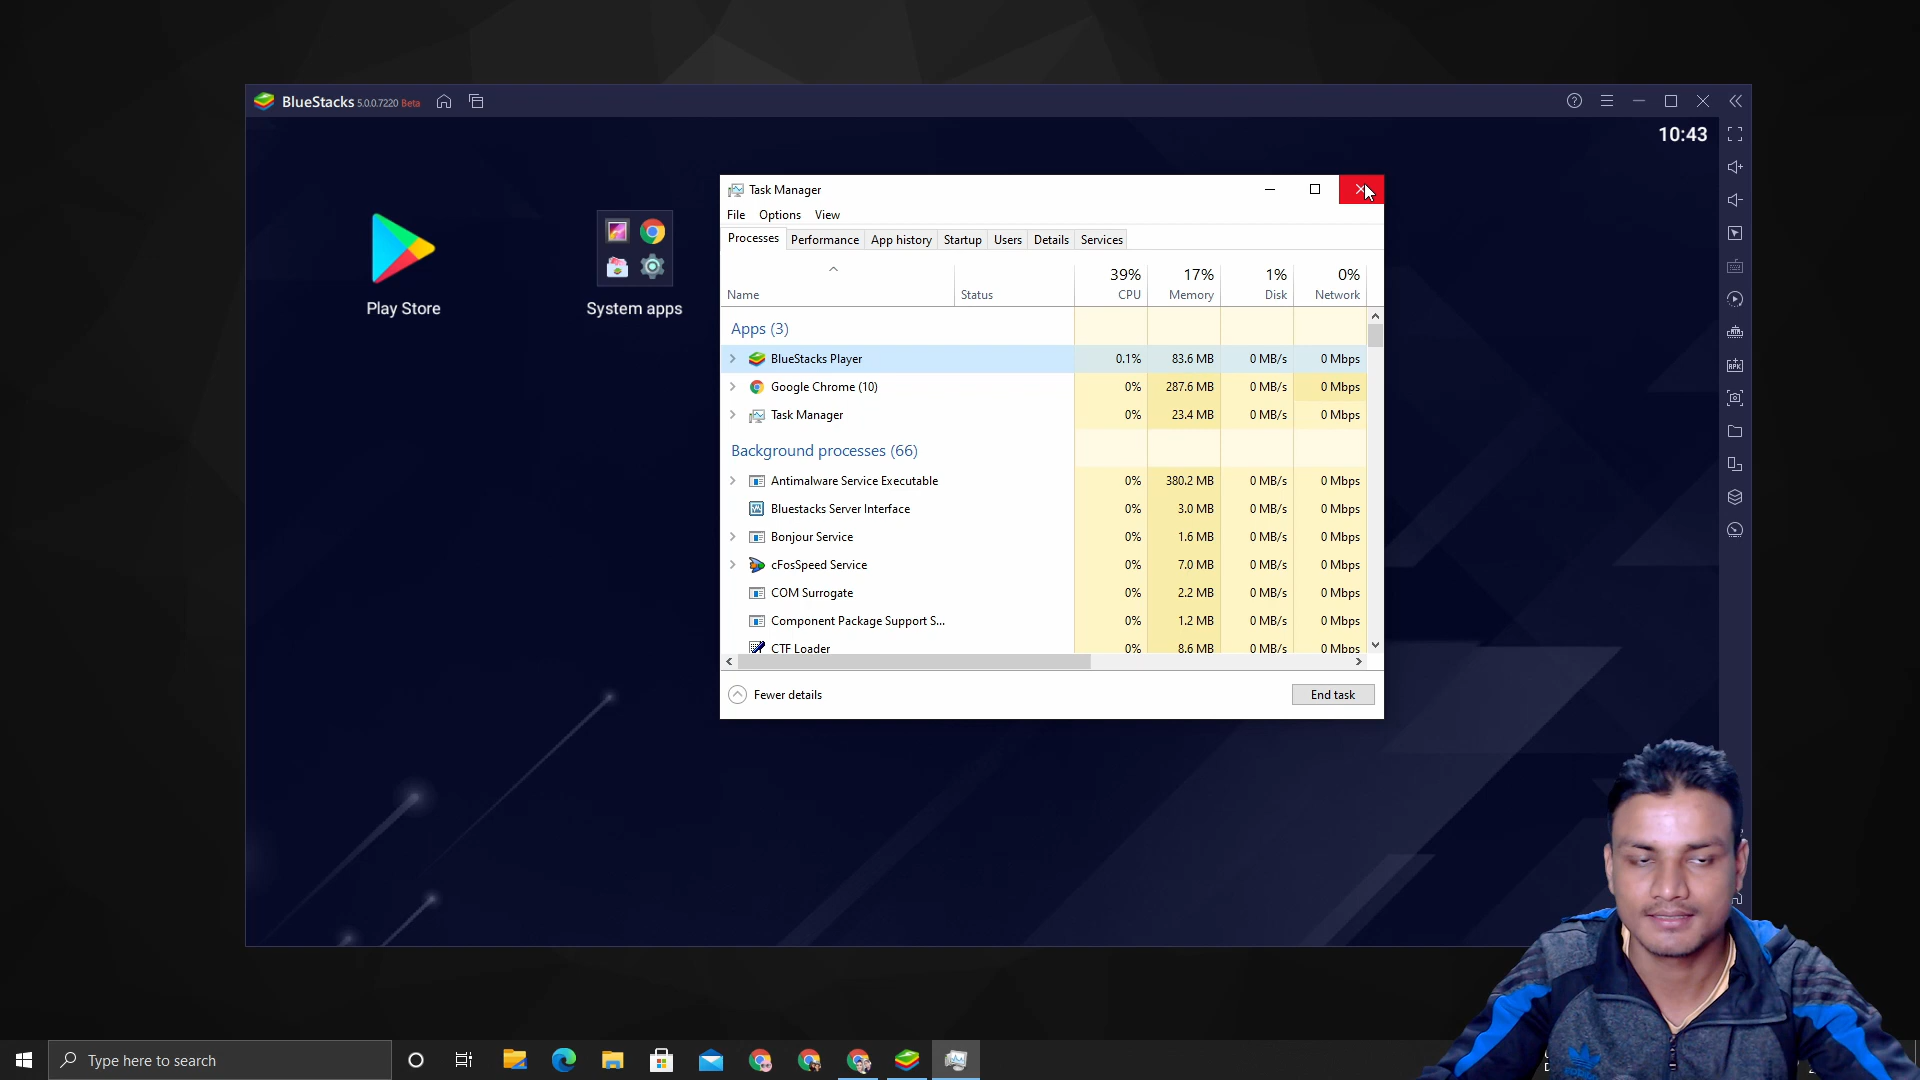 BlueStacks 5.0.0.7220 Beta
10:43
Play Store
System apps
Task Manager
File Options View
Processes Performance App history Startup Users Details Services
39% 17% 1% 0%
Name Status CPU Memory Disk Network
Apps (3)
BlueStacks Player 0.1% 83.6 MB 0 MB/s 0 Mbps
Google Chrome (10) 0% 287.6 MB 0 MB/s 0 Mbps
Task Manager 0% 23.4 MB 0 MB/s 0 Mbps
Background processes (66)
Antimalware Service Executable 0% 380.2 MB 0 MB/s 0 Mbps
Bluestacks Server Interface 0% 3.0 MB 0 MB/s 0 Mbps
Bonjour Service 0% 1.6 MB 0 MB/s 0 Mbps
cFosSpeed Service 0% 7.0 MB 0 MB/s 0 Mbps
COM Surrogate 0% 2.2 MB 0 MB/s 0 Mbps
Component Package Support S... 0% 1.2 MB 0 MB/s 0 Mbps
CTF Loader 0% 8.6 MB 0 MB/s 0 Mbps
Fewer details End task
Type here to search